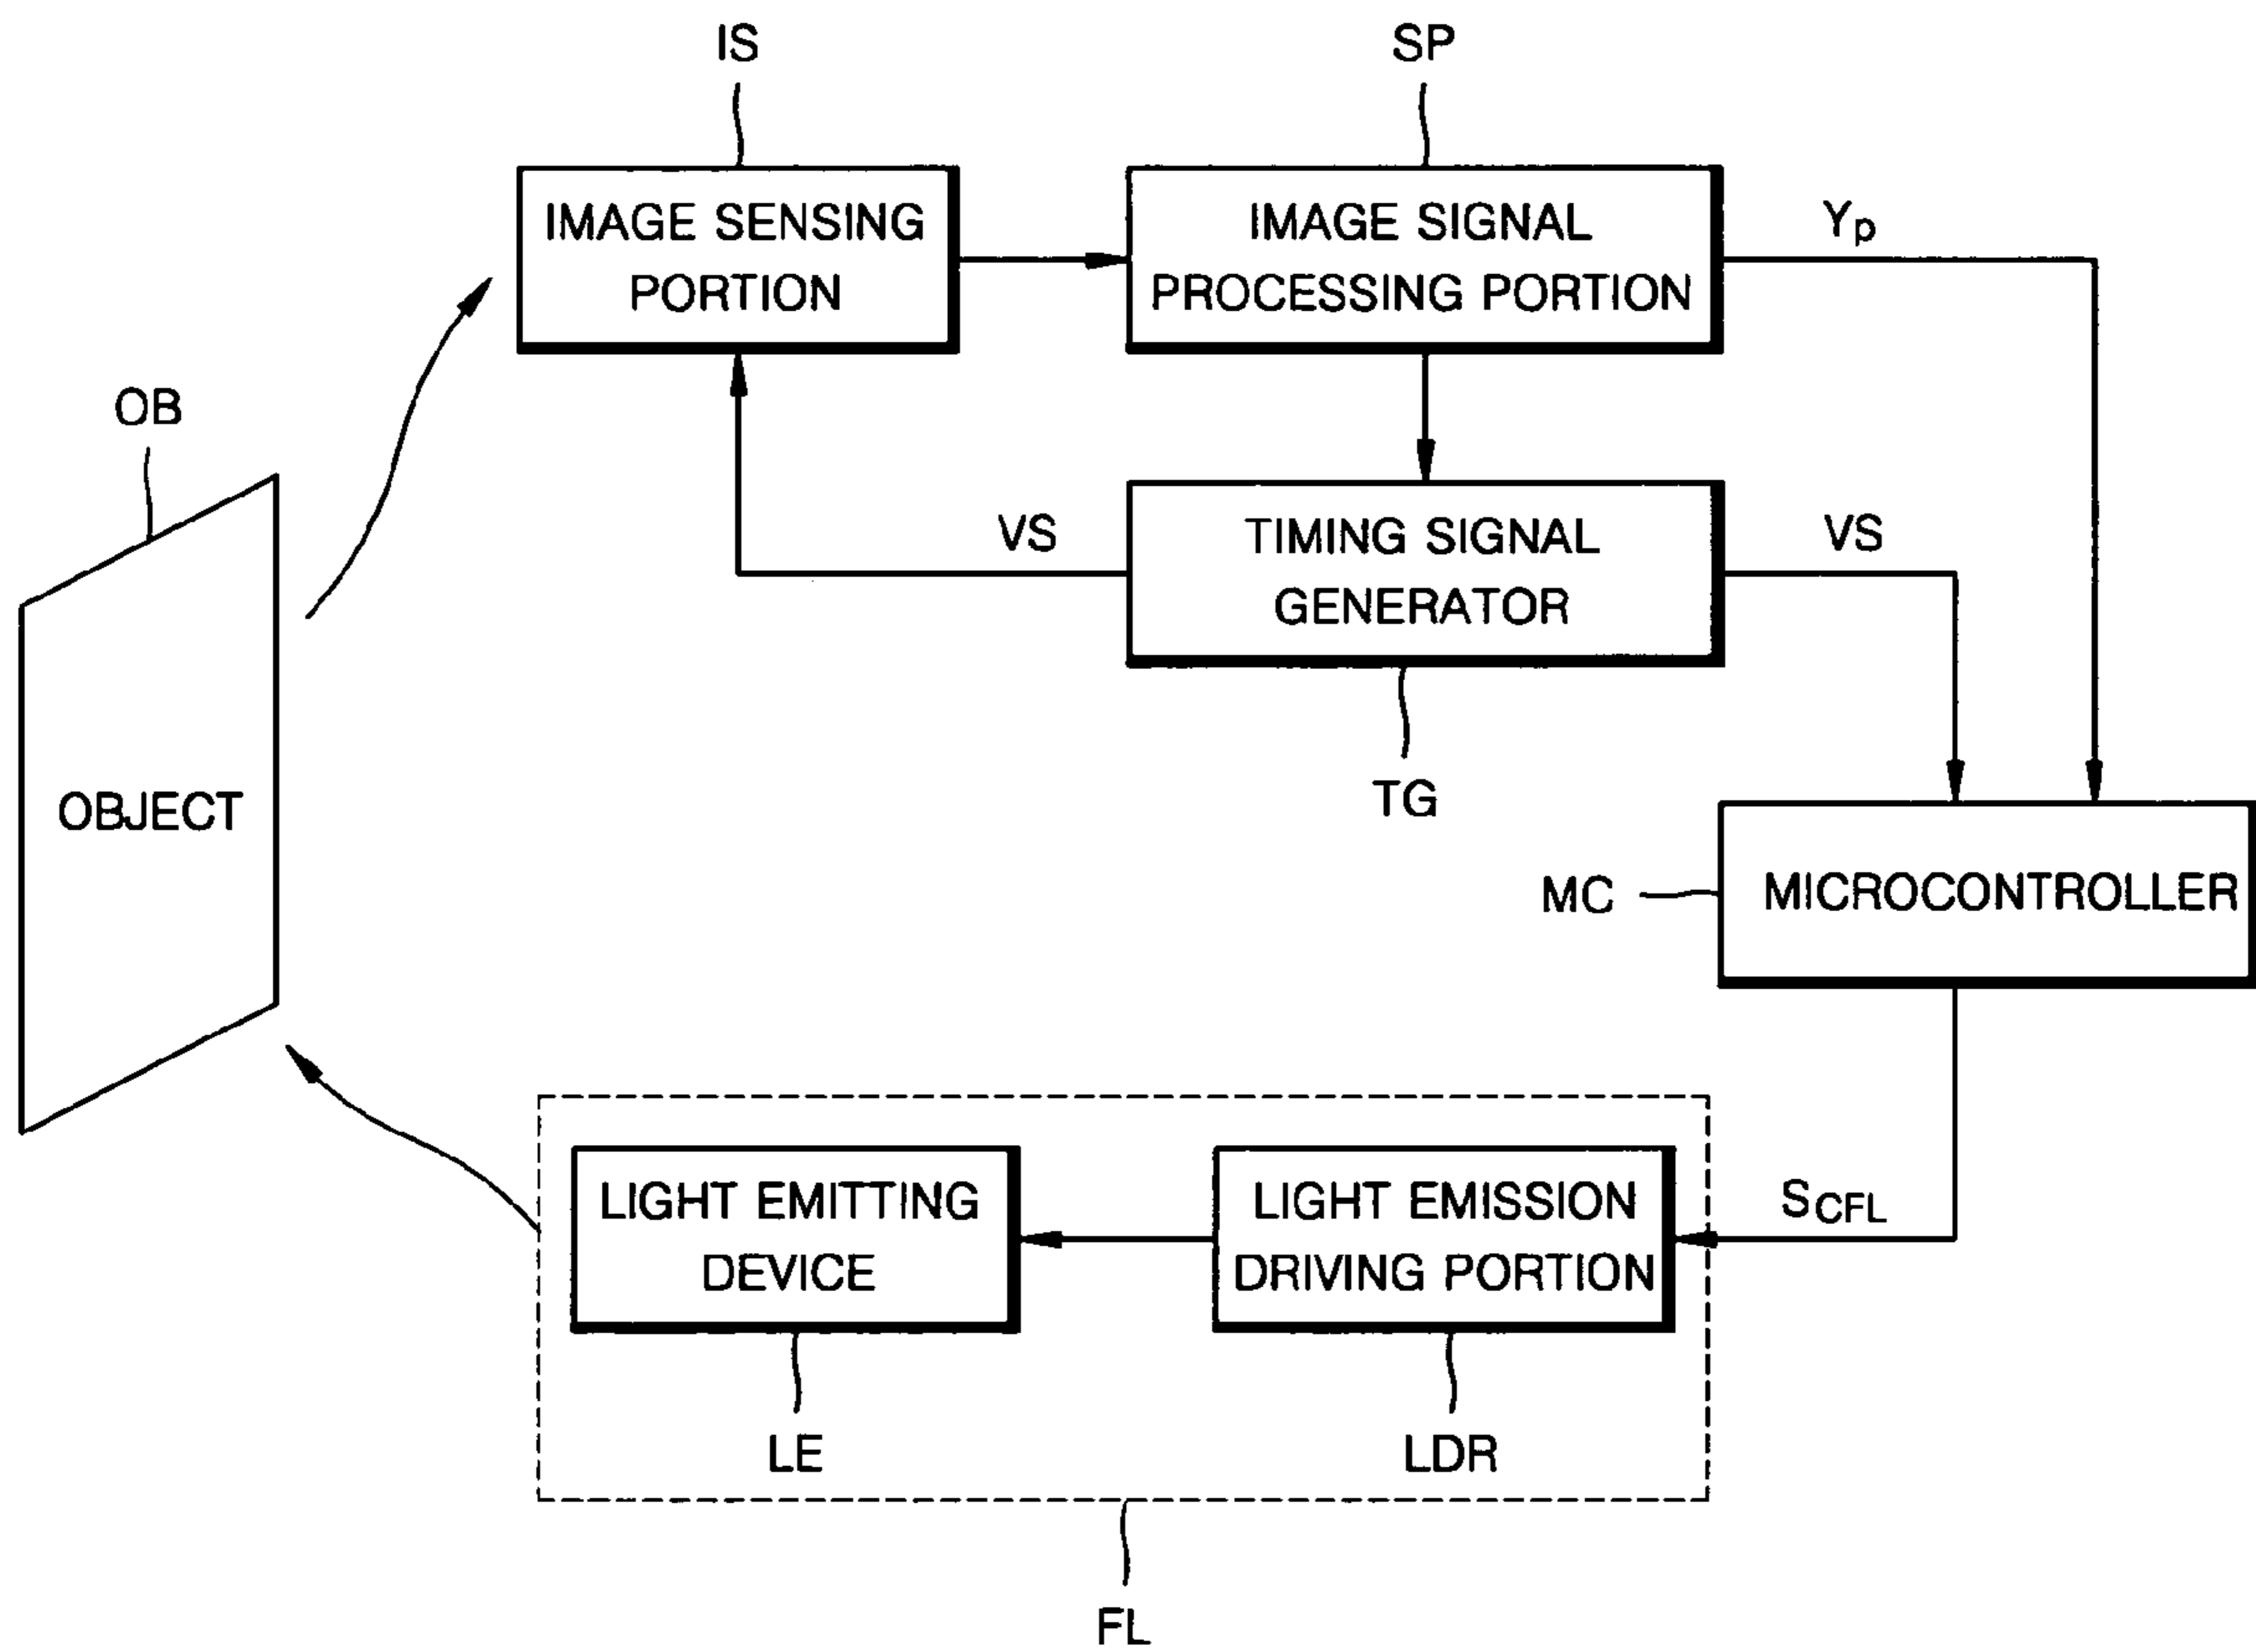 IS
SP
IMAGE SENSING
PORTION
IMAGE SIGNAL
PROCESSING PORTION
Yp
OB
VS
TIMING SIGNAL
GENERATOR
VS
TG
OBJECT
MC
MICROCONTROLLER
LIGHT EMITTING
DEVICE
LIGHT EMISSION
DRIVING PORTION
SCFL
LE
LDR
FL